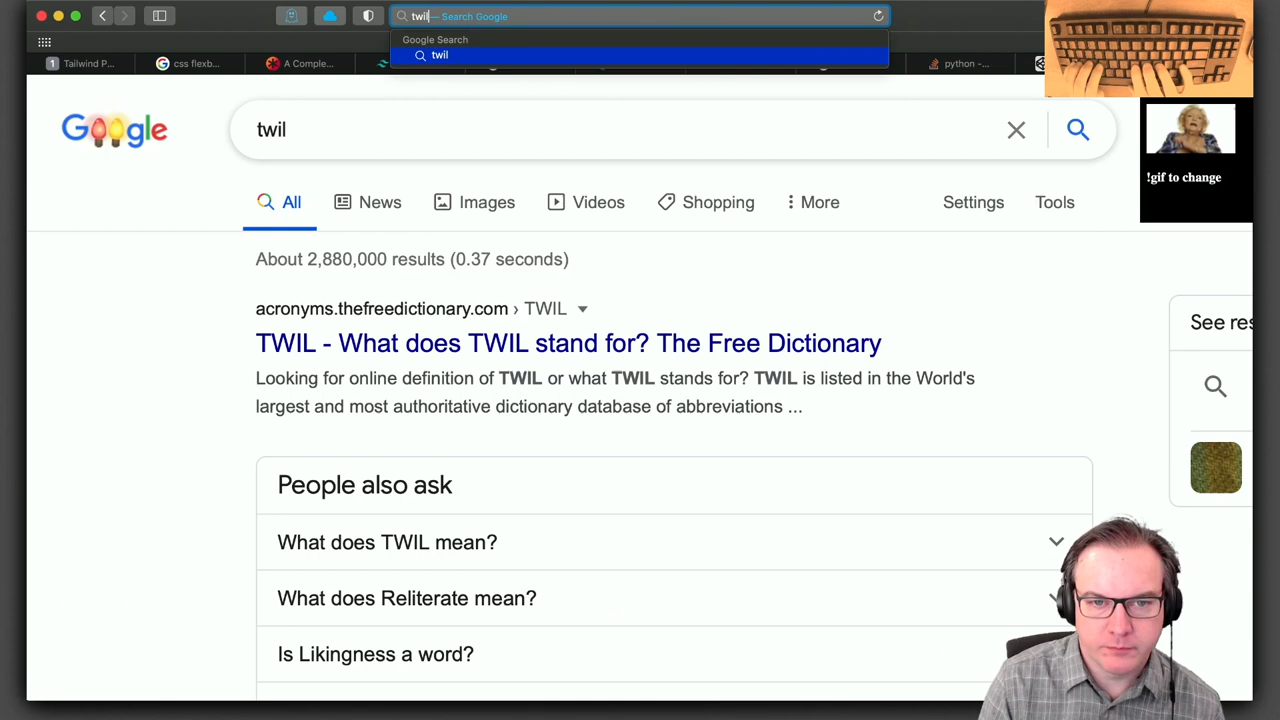 twil — Search Google
Google Search
twil
1 Tailwind P...
css flexb...
A Comple...
python -...
Google
twil
All
News
Images
Videos
Shopping
More
Settings
Tools
About 2,880,000 results (0.37 seconds)
acronyms.thefreedictionary.com › TWIL
TWIL - What does TWIL stand for? The Free Dictionary
Looking for online definition of TWIL or what TWIL stands for? TWIL is listed in the World's
largest and most authoritative dictionary database of abbreviations ...
People also ask
What does TWIL mean?
What does Reliterate mean?
Is Likingness a word?
See res
!gif to change